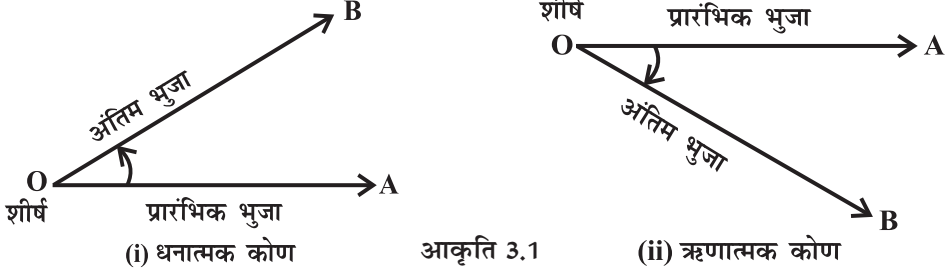 B
अंतिम भुजा
O
A
शीर्ष
प्रारंभिक भुजा
(i) धनात्मक कोण
आकृति 3.1
शीर्ष
प्रारंभिक भुजा
O
A
अंतिम भुजा
B
(ii) ऋणात्मक कोण